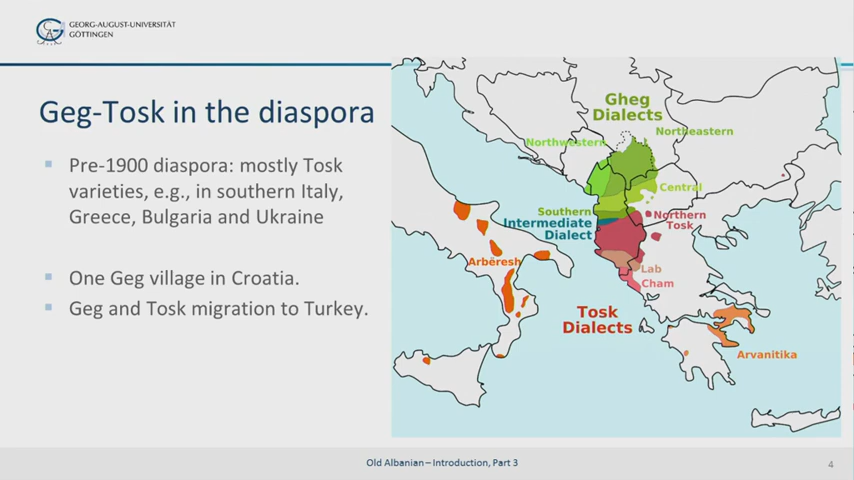 GEORG-AUGUST-UNIVERSITÄT
GÖTTINGEN
Geg-Tosk in the diaspora
Pre-1900 diaspora: mostly Tosk
varieties, e.g., in southern Italy,
Greece, Bulgaria and Ukraine
One Geg village in Croatia.
Geg and Tosk migration to Turkey.
Gheg
Dialects
Northwestern
Northeastern
Central
Southern
Intermediate
Dialect
Northern
Tosk
Arbëresh
Lab
Cham
Tosk
Dialects
Arvanitika
Old Albanian – Introduction, Part 3
4